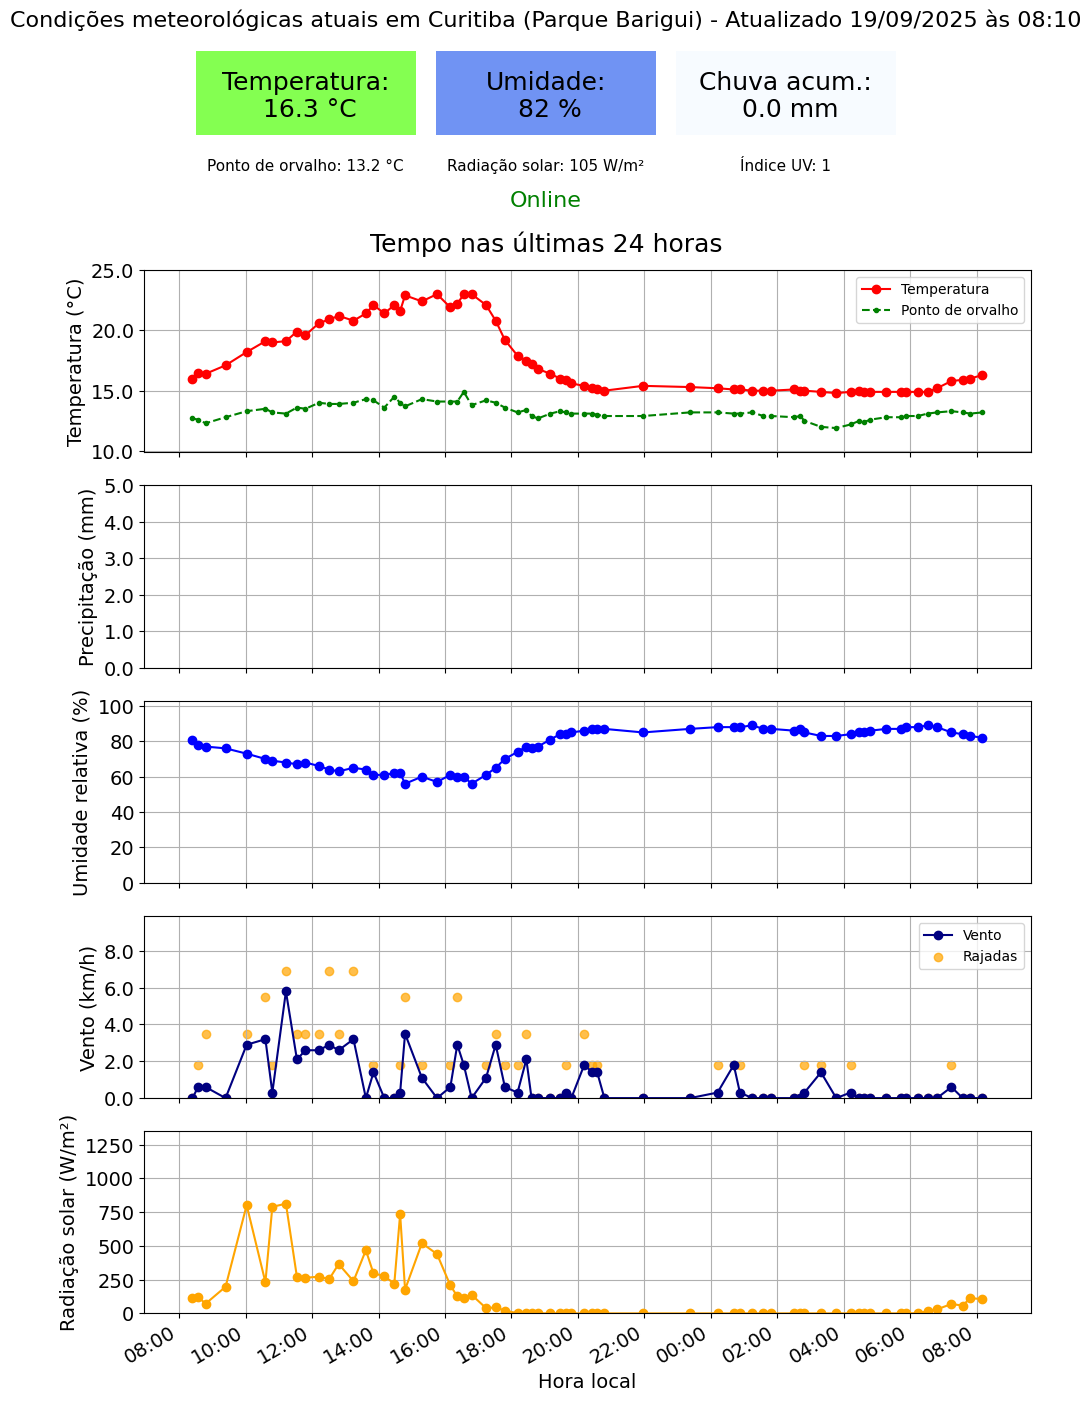 Condições meteorológicas atuais em Curitiba (Parque Barigui) - Atualizado 19/09/2025 às 08:10
Temperatura:
16.3 °C
Umidade:
82 %
Chuva acum.:
0.0 mm
Ponto de orvalho: 13.2 °C
Radiação solar: 105 W/m²
Índice UV: 1
Online
Tempo nas últimas 24 horas
Temperatura (°C)
25.0
20.0
15.0
10.0
Temperatura
Ponto de orvalho
Precipitação (mm)
5.0
4.0
3.0
2.0
1.0
0.0
Umidade relativa (%)
100
80
60
40
20
0
Vento (km/h)
8.0
6.0
4.0
2.0
0.0
Vento
Rajadas
Radiação solar (W/m²)
1250
1000
750
500
250
0
08:00
10:00
12:00
14:00
16:00
18:00
20:00
22:00
00:00
02:00
04:00
06:00
08:00
Hora local